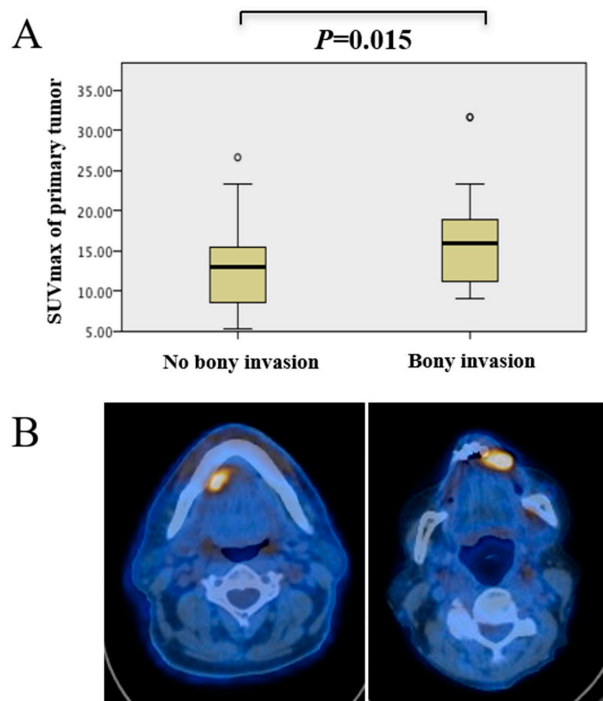 A
P=0.015
SUVmax of primary tumor
35.00
30.00
25.00
20.00
15.00
10.00
5.00
No bony invasion
Bony invasion
B